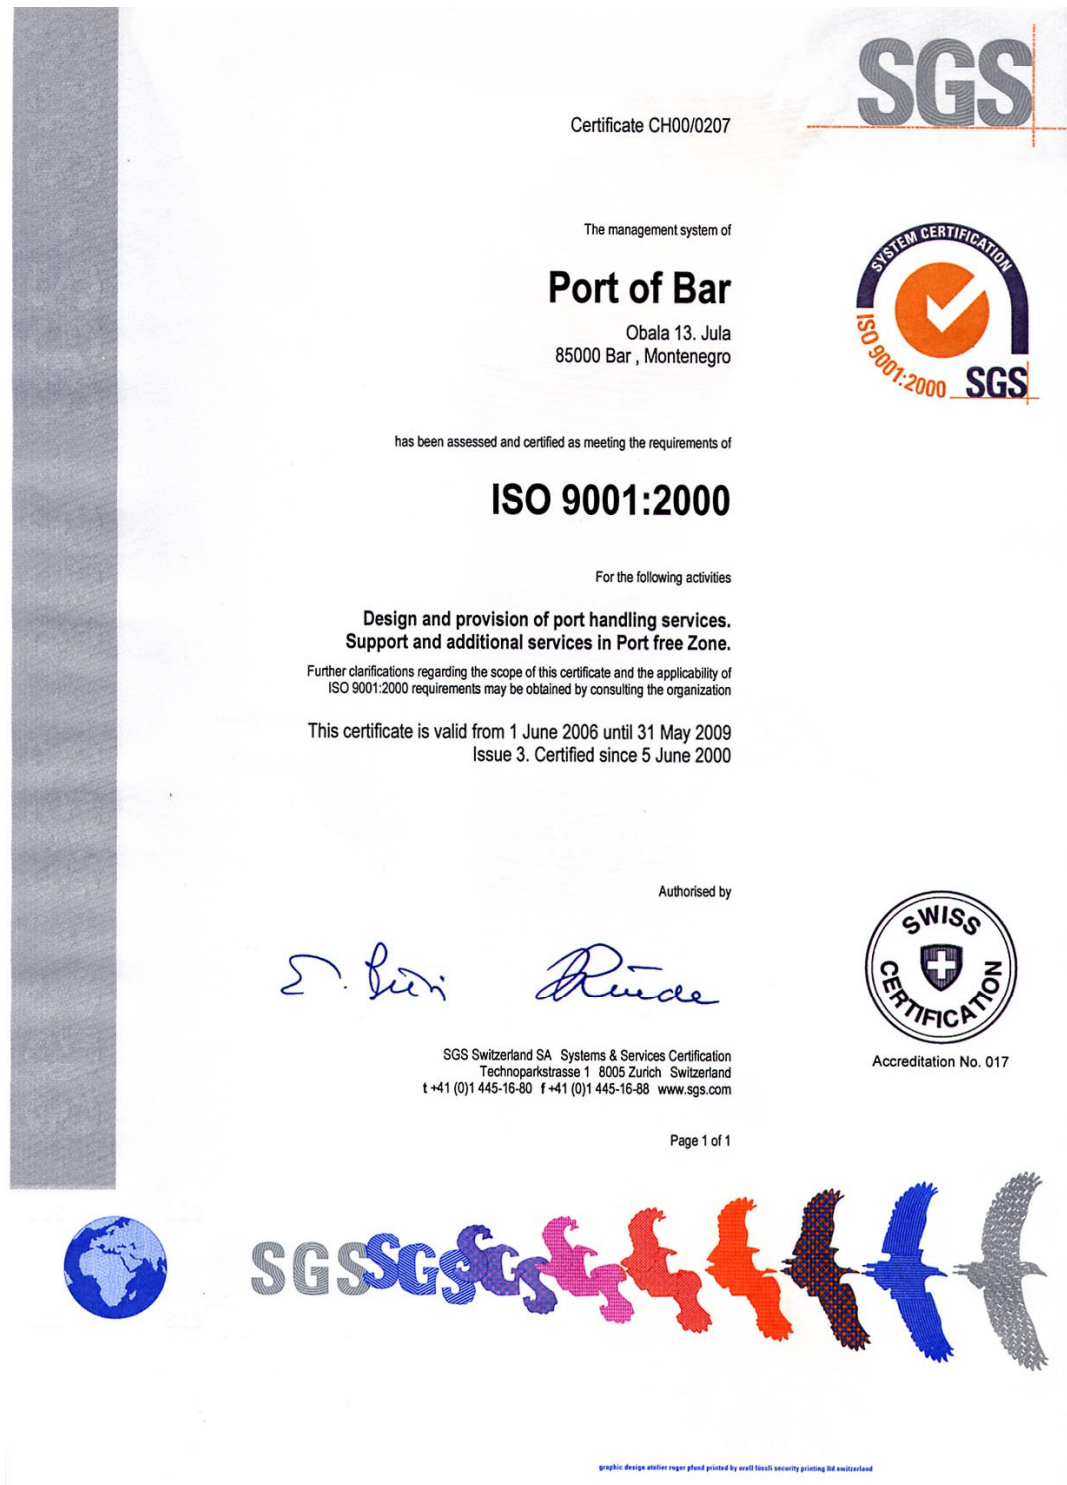 SGS
Certificate CH00/0207
The management system of
Port of Bar
Obala 13. Jula
85000 Bar , Montenegro
SYSTEM CERTIFICATION
ISO 9001:2000
SGS
has been assessed and certified as meeting the requirements of
ISO 9001:2000
For the following activities
Design and provision of port handling services.
Support and additional services in Port free Zone.
Further clarifications regarding the scope of this certificate and the applicability of
ISO 9001:2000 requirements may be obtained by consulting the organization
This certificate is valid from 1 June 2006 until 31 May 2009
Issue 3. Certified since 5 June 2000
Authorised by
SWISS
CERTIFICATION
Accreditation No. 017
SGS Switzerland SA Systems & Services Certification
Technoparkstrasse 1 8005 Zurich Switzerland
t +41 (0)1 445-16-80 f +41 (0)1 445-16-88 www.sgs.com
Page 1 of 1
SGSSGSSGS
graphic design atelier roger pfund printed by orell füssli security printing ltd switzerland